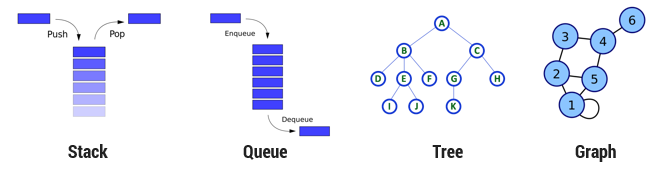 Push
Pop
Stack
Enqueue
Dequeue
Queue
A
B
C
D
E
F
G
H
I
J
K
Tree
6
3
4
2
5
1
Graph